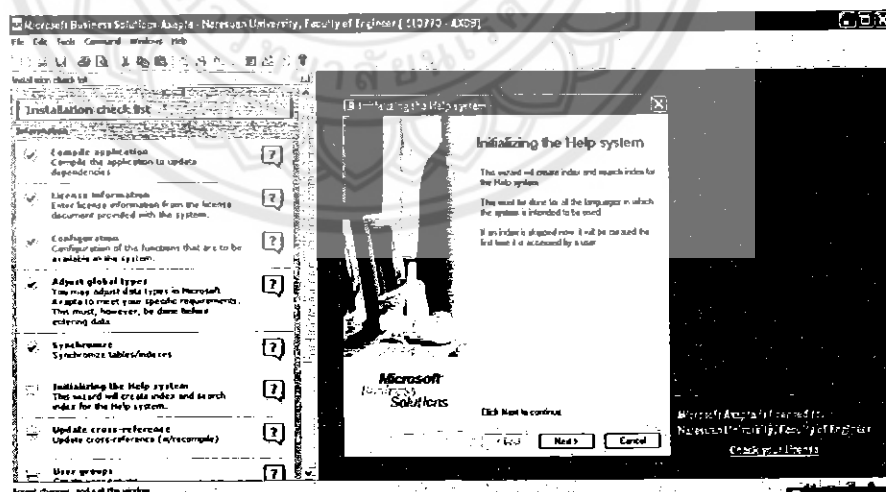 Microsoft Business Solutions-Axapta - Naresuan University, Faculty of Engineer
File Edit Tools Command Windows Help
Installation check list
Installation check list
Information
Compile application
Compile the application to update
dependencies
License Information
Enter license information from the license
document provided with the system.
Configuration
Configuration of the functions that are to be
available in the system.
Adjust global types
You may adjust data types in Microsoft
Axapta to meet your specific requirements.
This must, however, be done before
entering data
Synchronize
Synchronize tables/indexes
Initializing the Help system
This wizard will create index and search
index for the Help system.
Update cross-reference
Update cross-reference (w/recompile)
User groups
Initializing the Help system
Initializing the Help system
This wizard will create index and search index for
the Help system
This must be done for all the languages in which
the system is intended to be used
If an index is skipped now it will be created the
first time it is accessed by a user
Microsoft
Business
Solutions
Click Next to continue
Next >
Cancel
Microsoft Axapta is licensed to:
Naresuan University, Faculty of Engineer
Check your license